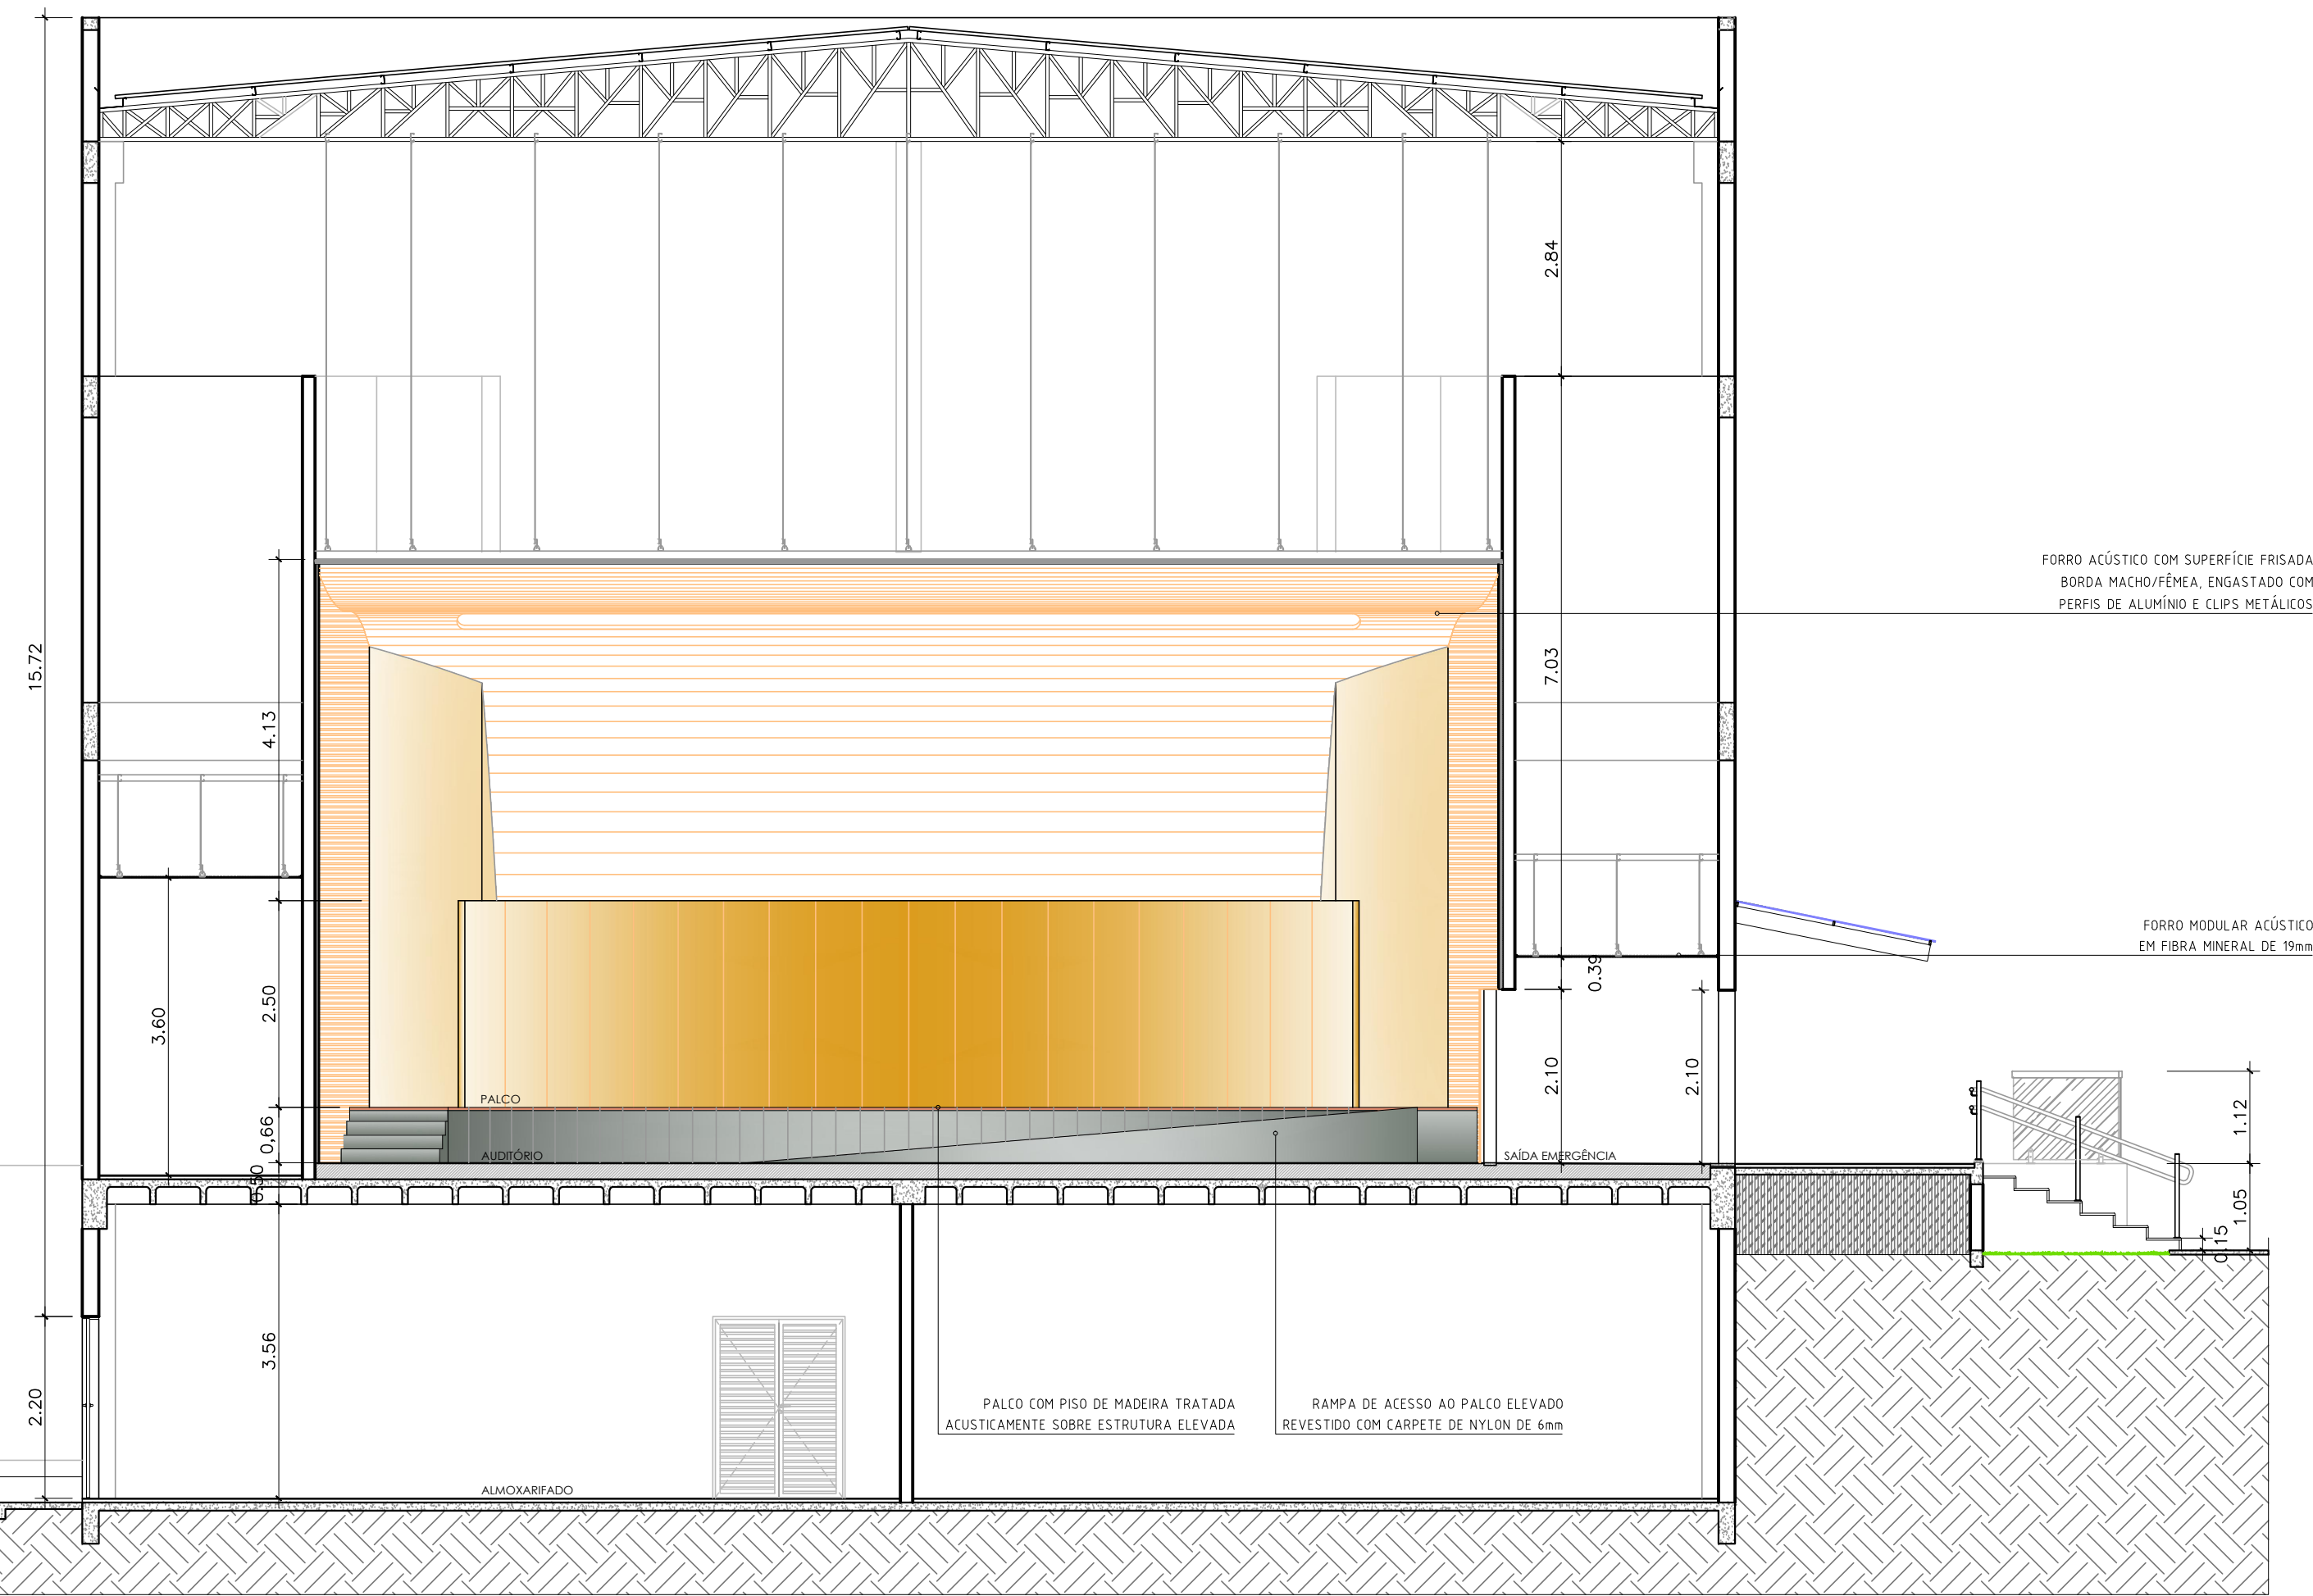 2.84
FORRO ACÚSTICO COM SUPERFÍCIE FRISADA
BORDA MACHO/FÊMEA, ENGASTADO COM
PERFIS DE ALUMÍNIO E CLIPS METÁLICOS
15.72
7.03
4.13
FORRO MODULAR ACÚSTICO
EM FIBRA MINERAL DE 19mm
0.39
2.50
3.60
2.10
2.10
PALCO
1.12
0,66
AUDITÓRIO
SAÍDA EMERGÊNCIA
0.50
1.05
0.15
3.56
2.20
PALCO COM PISO DE MADEIRA TRATADA
ACUSTICAMENTE SOBRE ESTRUTURA ELEVADA
RAMPA DE ACESSO AO PALCO ELEVADO
REVESTIDO COM CARPETE DE NYLON DE 6mm
ALMOXARIFADO